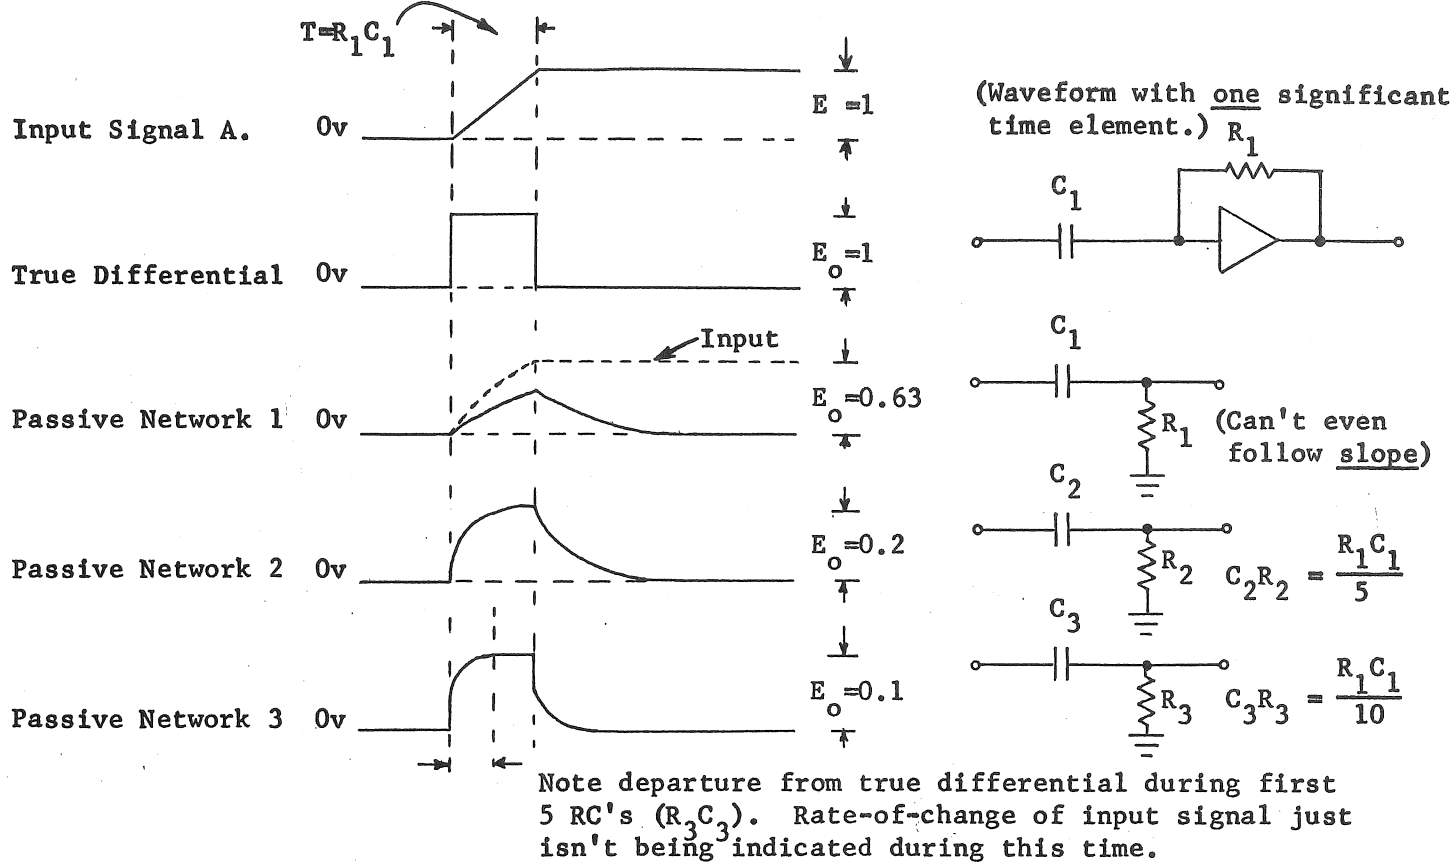 T=R1C1
Input Signal A. 0v
E =1
(Waveform with one significant
time element.)
R1
C1
True Differential 0v
Eo=1
Input
C1
Passive Network 1 0v
Eo=0.63
R1
(Can't even
follow slope)
C2
Passive Network 2 0v
Eo=0.2
R2
C2R2 = R1C1
5
C3
Passive Network 3 0v
Eo=0.1
R3
C3R3 = R1C1
10
Note departure from true differential during first
5 RC's (R3C3). Rate-of-change of input signal just
isn't being indicated during this time.